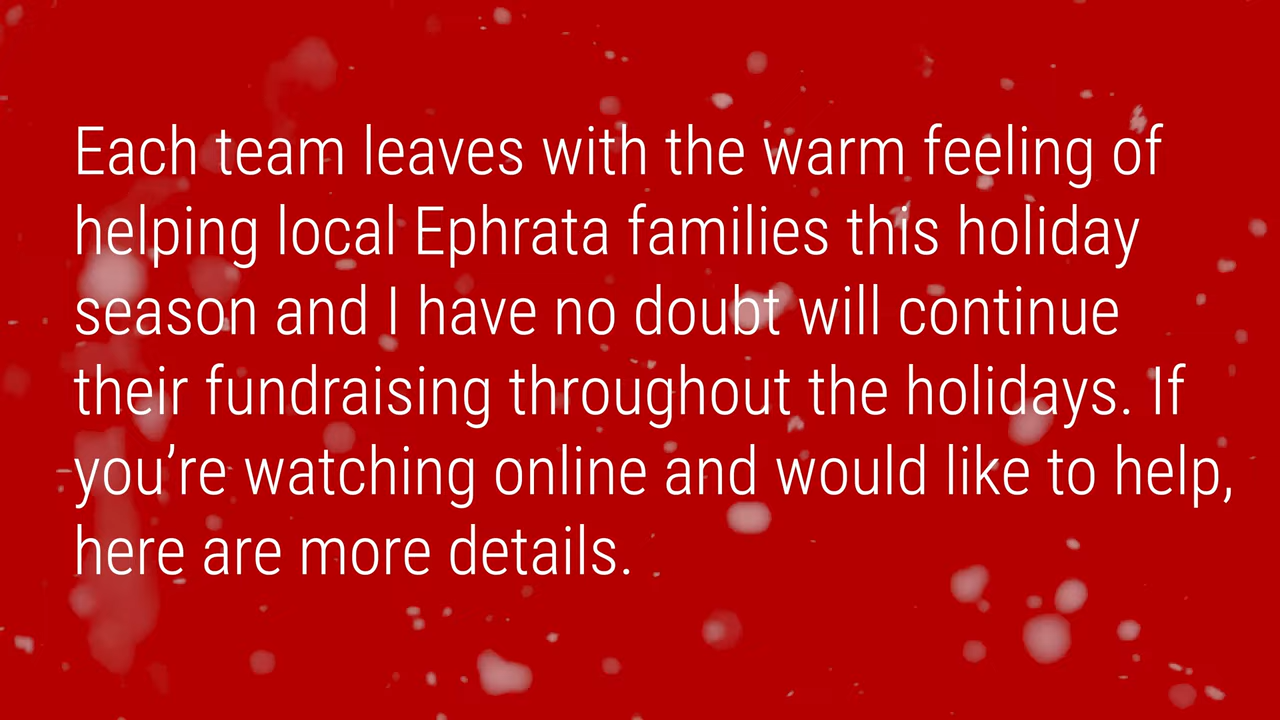 Each team leaves with the warm feeling of
helping local Ephrata families this holiday
season and I have no doubt will continue
their fundraising throughout the holidays. If
you’re watching online and would like to help,
here are more details.